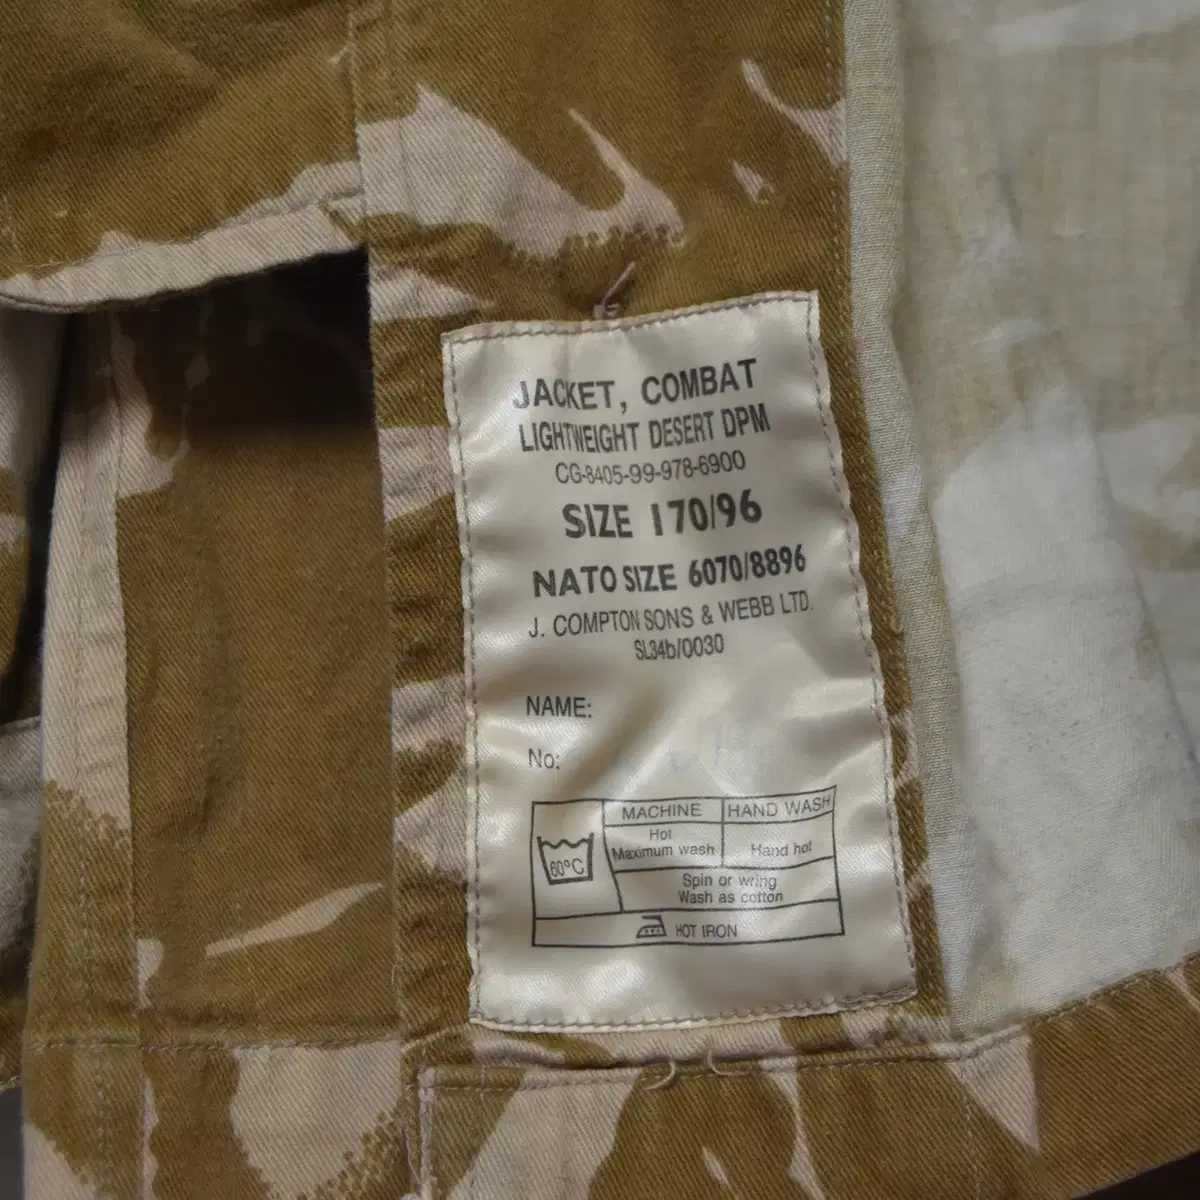 JACKET, COMBAT
LIGHTWEIGHT DESERT DPM
CG-8405-99-978-6900
SIZE 170/96
NATO SIZE 6070/8896
J. COMPTON SONS & WEBB LTD.
SL34b/0030
NAME:
No:
MACHINE HAND WASH
Hot
Maximum wash Hand hot
60°C
Spin or wring
Wash as cotton
HOT IRON